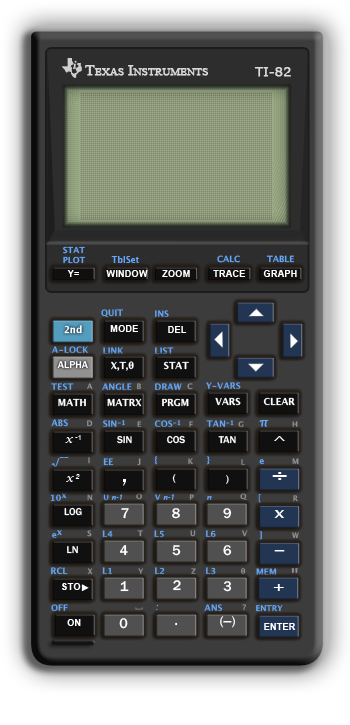 TEXAS INSTRUMENTS TI-82
STAT
PLOT TblSet CALC TABLE
Y= WINDOW ZOOM TRACE GRAPH
QUIT INS
2nd MODE DEL
A-LOCK LINK LIST
ALPHA X,T,θ STAT
TEST A ANGLE B DRAW C Y-VARS
MATH MATRX PRGM VARS CLEAR
ABS D SIN⁻¹ E COS⁻¹ F TAN⁻¹ G π H
x⁻¹ SIN COS TAN ^
√ I EE J { K } L e M
x² , ( ) ÷
10ˣ N U n-1 O V n-1 P n Q [ R
LOG 7 8 9 X
eˣ S L4 T L5 U L6 V ] W
LN 4 5 6 −
RCL X L1 Y L2 Z L3 θ MEM "
STO▶ 1 2 3 +
OFF : ANS ? ENTRY
ON 0 . (−) ENTER